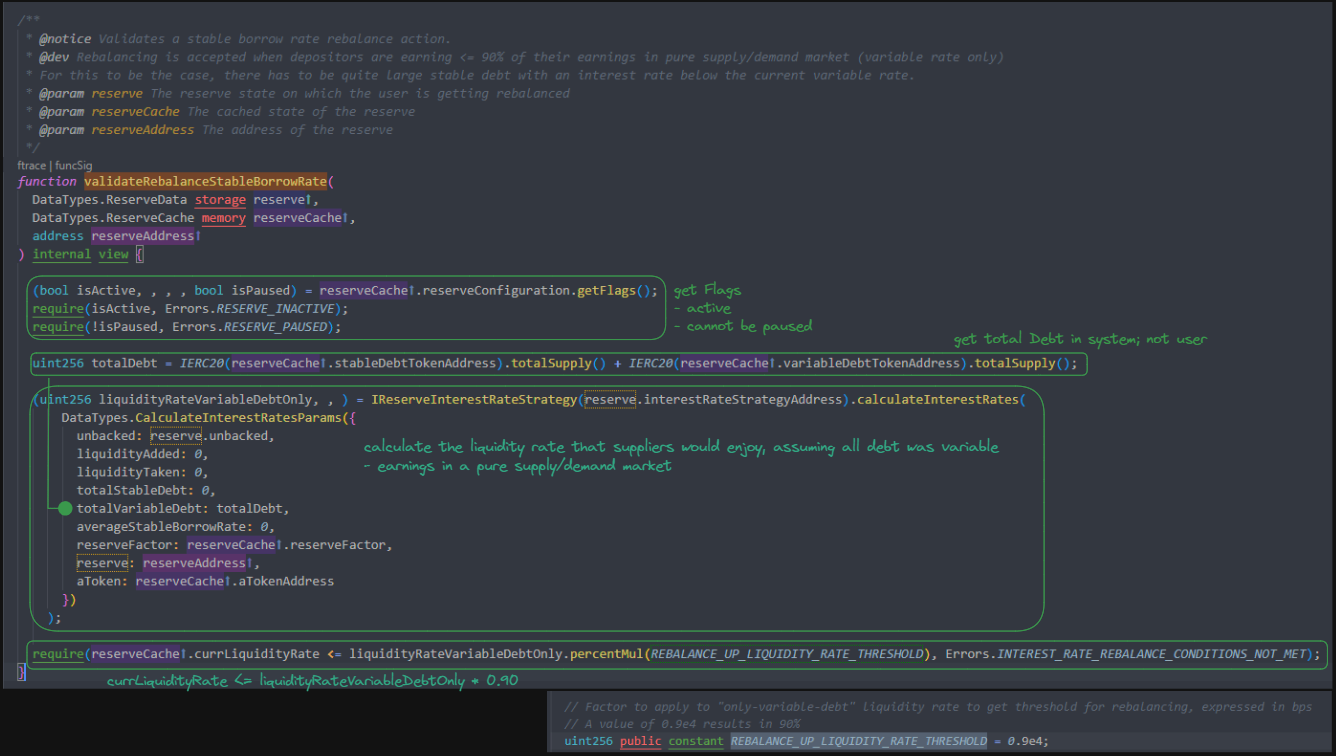 /**
* @notice Validates a stable borrow rate rebalance action.
* @dev Rebalancing is accepted when depositors are earning <= 90% of their earnings in pure supply/demand market (variable rate only)
* For this to be the case, there has to be quite large stable debt with an interest rate below the current variable rate.
* @param reserve The reserve state on which the user is getting rebalanced
* @param reserveCache The cached state of the reserve
* @param reserveAddress The address of the reserve
*/
ftrace | funcSig
function validateRebalanceStableBorrowRate(
DataTypes.ReserveData storage reserve↑,
DataTypes.ReserveCache memory reserveCache↑,
address reserveAddress↑
) internal view {
(bool isActive, , , , bool isPaused) = reserveCache↑.reserveConfiguration.getFlags(); get Flags
require(isActive, Errors.RESERVE_INACTIVE); - active
require(!isPaused, Errors.RESERVE_PAUSED); - cannot be paused
get total Debt in system; not user
uint256 totalDebt = IERC20(reserveCache↑.stableDebtTokenAddress).totalSupply() + IERC20(reserveCache↑.variableDebtTokenAddress).totalSupply();
(uint256 liquidityRateVariableDebtOnly, , ) = IReserveInterestRateStrategy(reserve.interestRateStrategyAddress).calculateInterestRates(
DataTypes.CalculateInterestRatesParams({
unbacked: reserve.unbacked,
liquidityAdded: 0, calculate the liquidity rate that suppliers would enjoy, assuming all debt was variable
liquidityTaken: 0, - earnings in a pure supply/demand market
totalStableDebt: 0,
totalVariableDebt: totalDebt,
averageStableBorrowRate: 0,
reserveFactor: reserveCache↑.reserveFactor,
reserve: reserveAddress↑,
aToken: reserveCache↑.aTokenAddress
})
);
require(reserveCache↑.currLiquidityRate <= liquidityRateVariableDebtOnly.percentMul(REBALANCE_UP_LIQUIDITY_RATE_THRESHOLD), Errors.INTEREST_RATE_REBALANCE_CONDITIONS_NOT_MET);
}
currLiquidityRate <= liquidityRateVariableDebtOnly * 0.90
// Factor to apply to "only-variable-debt" liquidity rate to get threshold for rebalancing, expressed in bps
// A value of 0.9e4 results in 90%
uint256 public constant REBALANCE_UP_LIQUIDITY_RATE_THRESHOLD = 0.9e4;